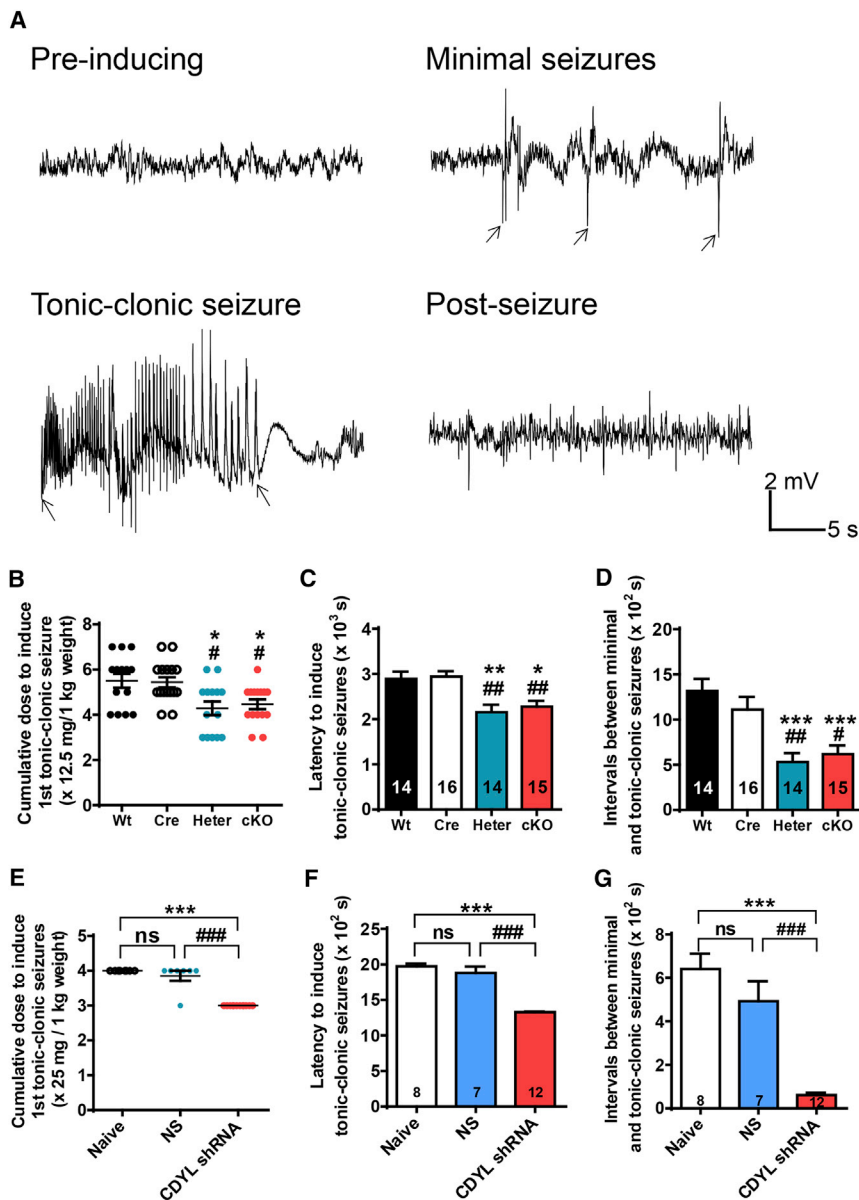 A
Pre-inducing
Minimal seizures
Tonic-clonic seizure
Post-seizure
2 mV
5 s
B
Cumulative dose to induce
1st tonic-clonic seizure
(x 12.5 mg/1 kg weight)
8
6
4
2
0
*
#
*
#
Wt
Cre
Heter
cKO
C
Latency to induce
tonic-clonic seizures (x 10³ s)
4
3
2
1
0
**
##
*
##
14
16
14
15
Wt
Cre
Heter
cKO
D
Intervals between minimal
and tonic-clonic seizures (x 10² s)
20
15
10
5
0
***
##
***
#
14
16
14
15
Wt
Cre
Heter
cKO
E
Cumulative dose to induce
1st tonic-clonic seizures
(x 25 mg / 1 kg weight)
5
4
3
2
1
0
***
ns
###
Naive
NS
CDYL shRNA
F
Latency to induce
tonic-clonic seizures (x 10² s)
25
20
15
10
5
0
***
ns
###
8
7
12
Naive
NS
CDYL shRNA
G
Intervals between minimal
and tonic-clonic seizures (x 10² s)
8
6
4
2
0
***
ns
###
8
7
12
Naive
NS
CDYL shRNA